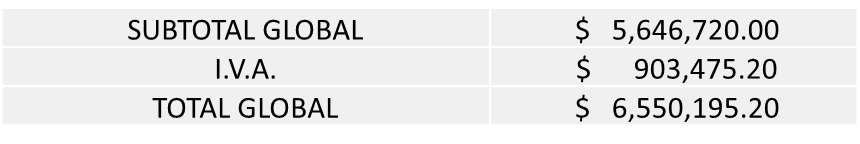 SUBTOTAL GLOBAL $ 5,646,720.00
I.V.A. $ 903,475.20
TOTAL GLOBAL $ 6,550,195.20